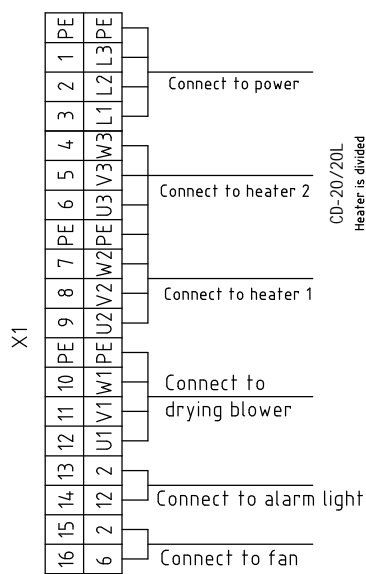 PE PE
1 L3
2 L2
3 L1
Connect to power
4 W3
5 V3
6 U3
Connect to heater 2
PE PE
7 W2
8 V2
9 U2
Connect to heater 1
PE PE
10 W1
11 V1
12 U1
Connect to
drying blower
13 2
14 12
Connect to alarm light
15 2
16 6
Connect to fan
X1
CD-20/20L
Heater is divided